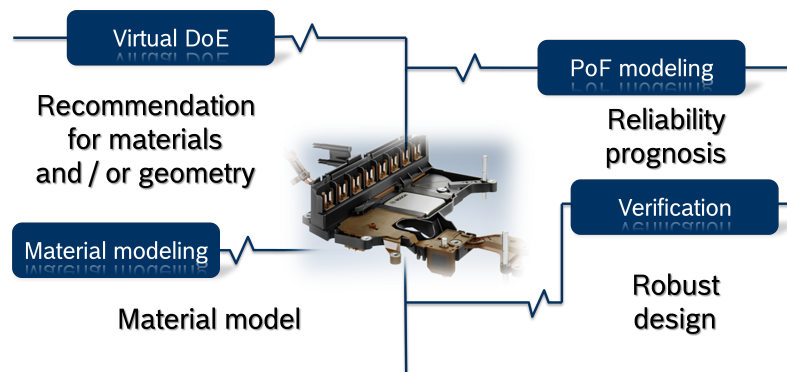 Virtual DoE
PoF modeling
Recommendation
for materials
and / or geometry
Reliability
prognosis
Verification
Material modeling
Robust
design
Material model